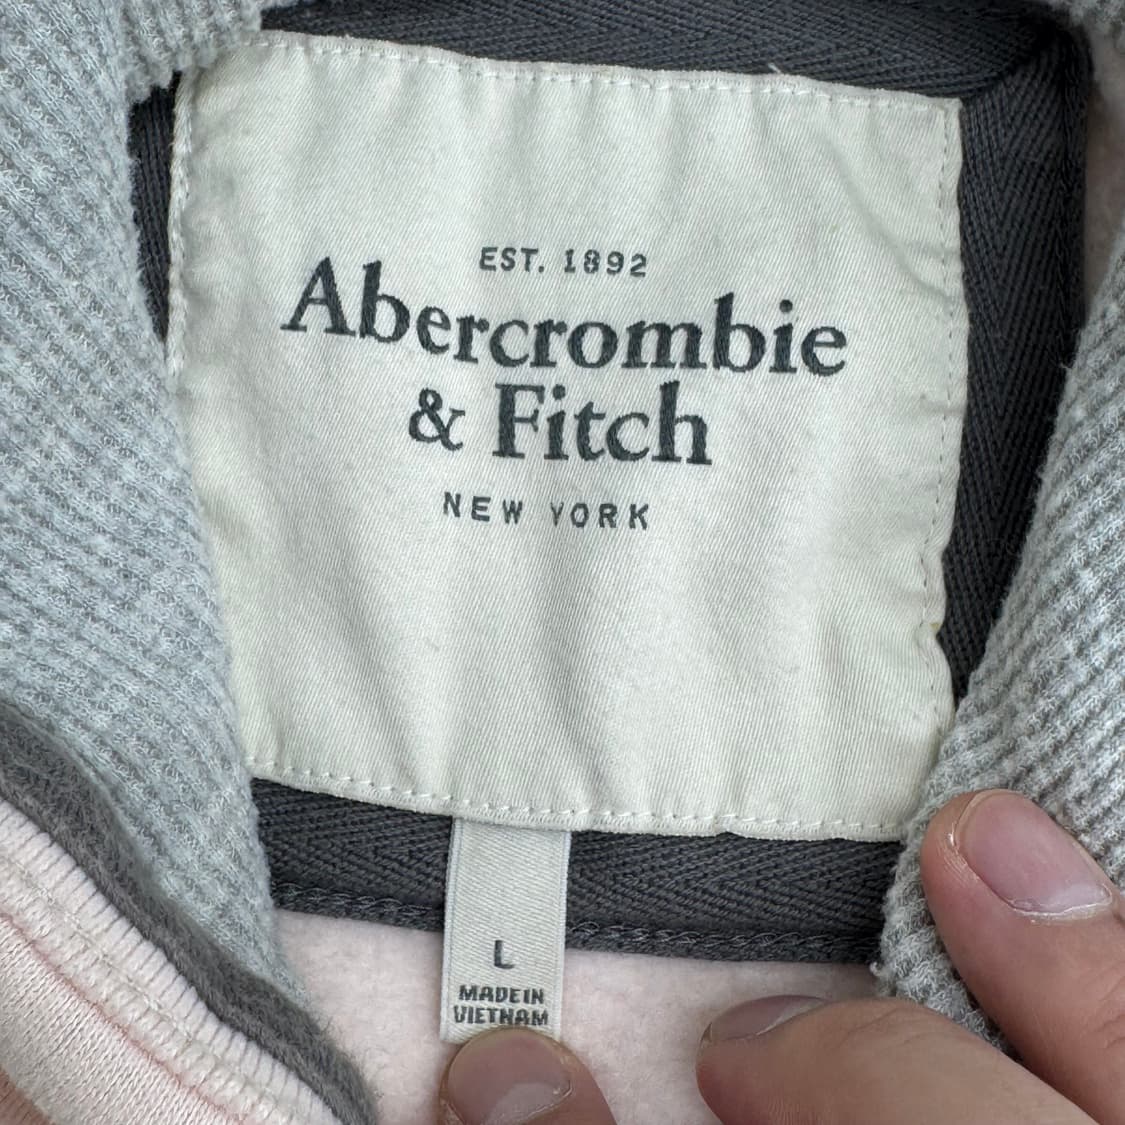 EST. 1892
Abercrombie
& Fitch
NEW YORK
L
MADE IN
VIETNAM